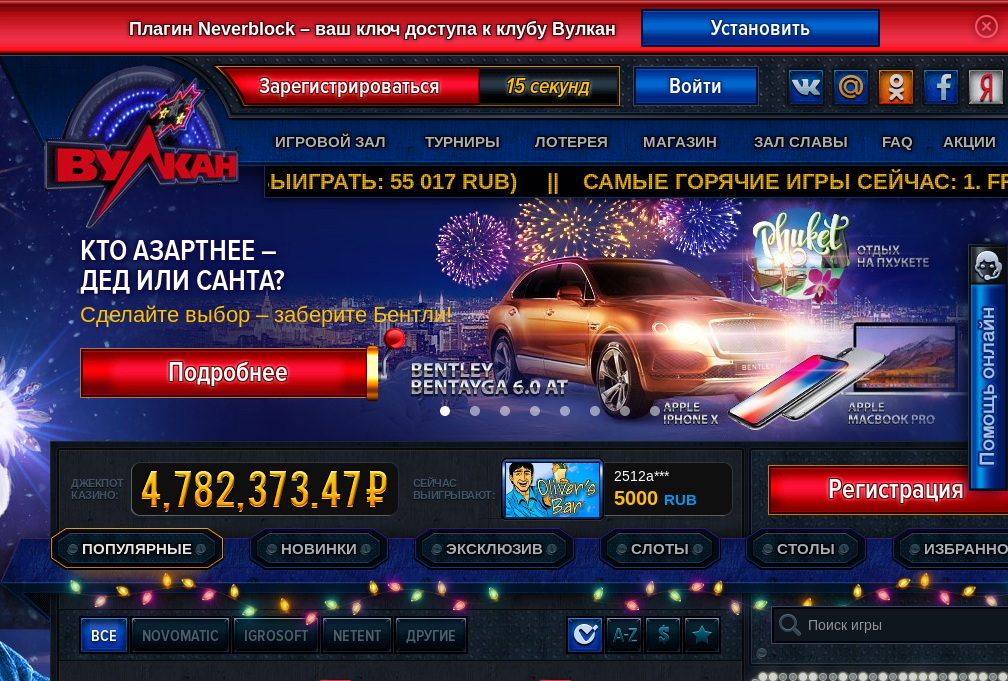 Плагин Neverblock – ваш ключ доступа к клубу Вулкан
Установить
Зарегистрироваться
15 секунд
Войти
ВУЛКАН
ИГРОВОЙ ЗАЛ
ТУРНИРЫ
ЛОТЕРЕЯ
МАГАЗИН
ЗАЛ СЛАВЫ
FAQ
АКЦИИ
ЫИГРАТЬ: 55 017 RUB) || САМЫЕ ГОРЯЧИЕ ИГРЫ СЕЙЧАС: 1. FR
КТО АЗАРТНЕЕ –
ДЕД ИЛИ САНТА?
Сделайте выбор – заберите Бентли!
Подробнее
Phuket
ОТДЫХ
НА ПХУКЕТЕ
BENTLEY
BENTAYGA 6.0 AT
APPLE
IPHONE X
APPLE
MACBOOK PRO
Помощь онлайн
ДЖЕКПОТ
КАЗИНО:
4,782,373.47₽
СЕЙЧАС
ВЫИГРЫВАЮТ:
Oliver's
Bar
2512a***
5000 RUB
Регистрация
ПОПУЛЯРНЫЕ
НОВИНКИ
ЭКСКЛЮЗИВ
СЛОТЫ
СТОЛЫ
ИЗБРАННО
ВСЕ
NOVOMATIC
IGROSOFT
NETENT
ДРУГИЕ
A-Z
$
Поиск игры